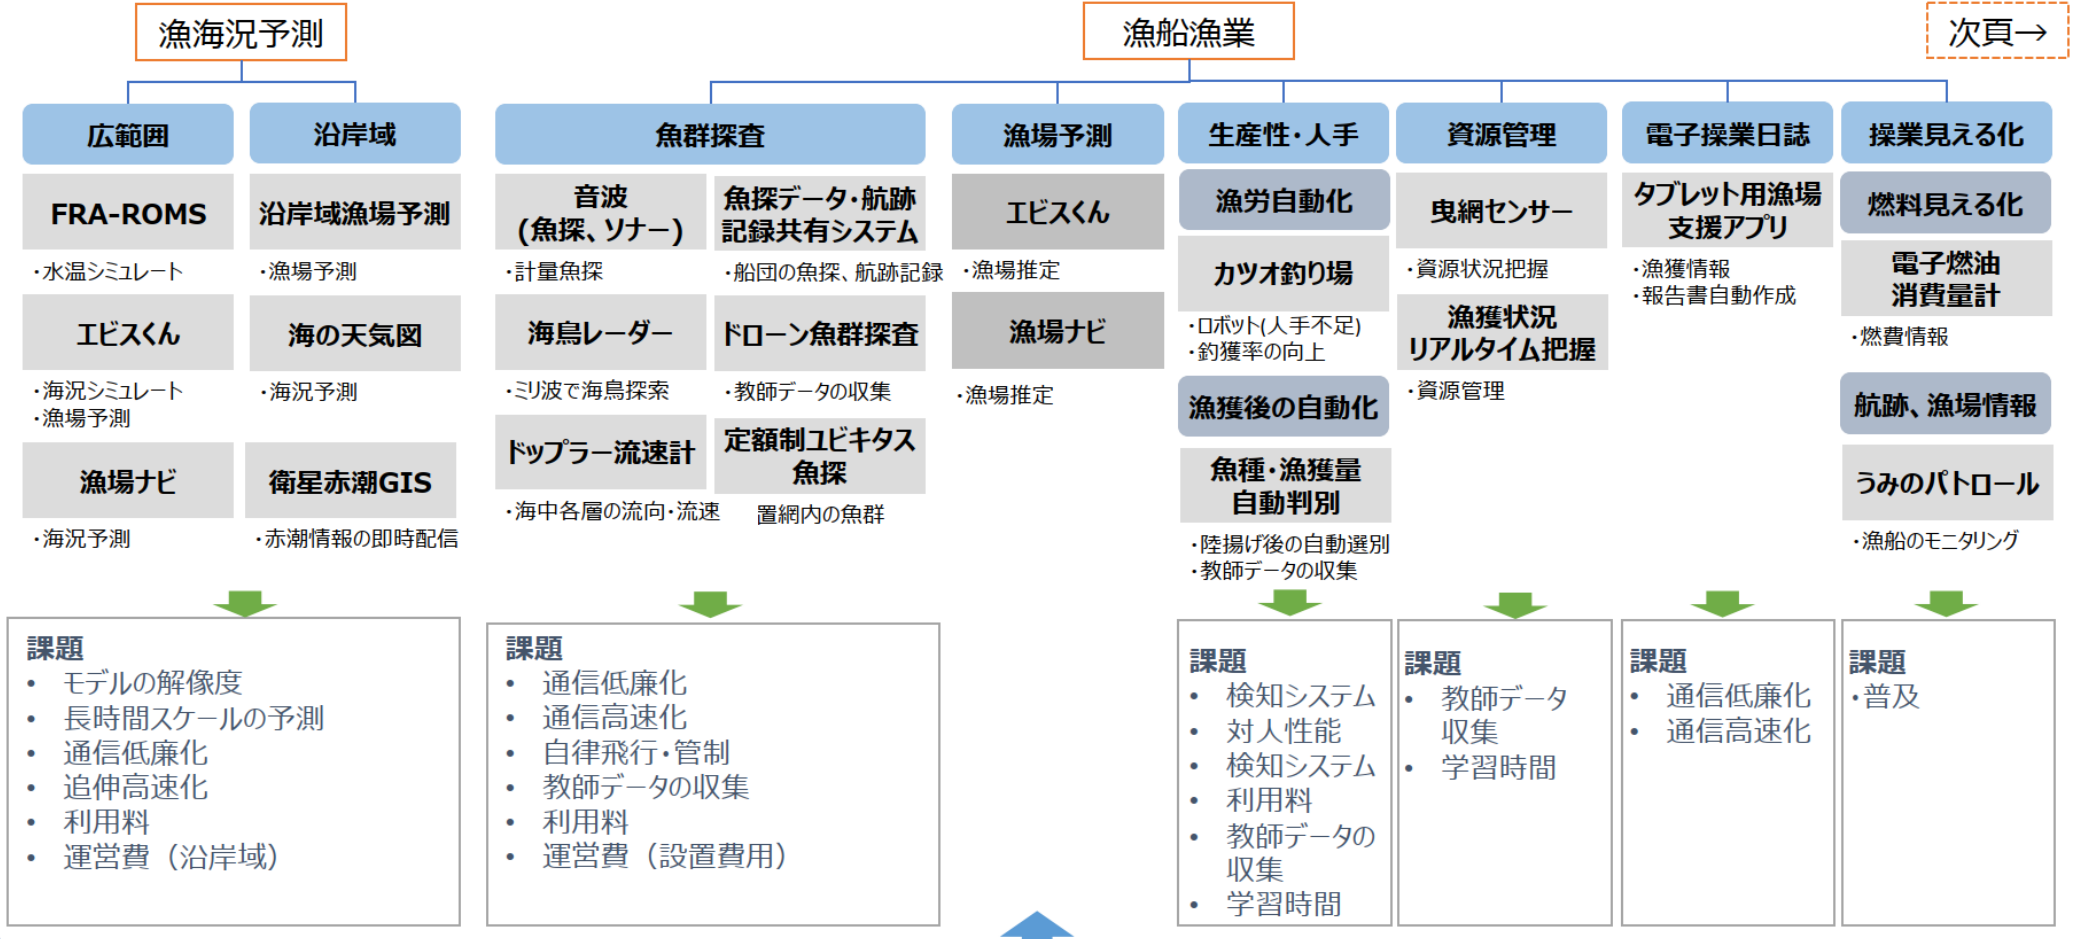 漁海況予測
漁船漁業
次頁→
広範囲
沿岸域
魚群探査
漁場予測
生産性・人手
資源管理
電子操業日誌
操業見える化
FRA-ROMS
・水温シミュレート
エビスくん
・海況シミュレート
・漁場予測
漁場ナビ
・海況予測
沿岸域漁場予測
・漁場予測
海の天気図
・海況予測
衛星赤潮GIS
・赤潮情報の即時配信
音波
(魚探、ソナー)
・計量魚探
海鳥レーダー
・ミリ波で海鳥探索
ドップラー流速計
・海中各層の流向・流速
魚探データ・航跡
記録共有システム
・船団の魚探、航跡記録
ドローン魚群探査
・教師データの収集
定額制ユビキタス
魚探
置網内の魚群
エビスくん
・漁場推定
漁場ナビ
・漁場推定
漁労自動化
カツオ釣り場
・ロボット(人手不足)
・釣獲率の向上
漁獲後の自動化
魚種・漁獲量
自動判別
・陸揚げ後の自動選別
・教師データの収集
曳網センサー
・資源状況把握
漁獲状況
リアルタイム把握
・資源管理
タブレット用漁場
支援アプリ
・漁獲情報
・報告書自動作成
燃料見える化
電子燃油
消費量計
・燃費情報
航跡、漁場情報
うみのパトロール
・漁船のモニタリング
課題
• モデルの解像度
• 長時間スケールの予測
• 通信低廉化
• 追伸高速化
• 利用料
• 運営費（沿岸域）
課題
• 通信低廉化
• 通信高速化
• 自律飛行・管制
• 教師データの収集
• 利用料
• 運営費（設置費用）
課題
• 検知システム
• 対人性能
• 検知システム
• 利用料
• 教師データの
収集
• 学習時間
課題
• 教師データ
収集
• 学習時間
課題
• 通信低廉化
• 通信高速化
課題
・普及